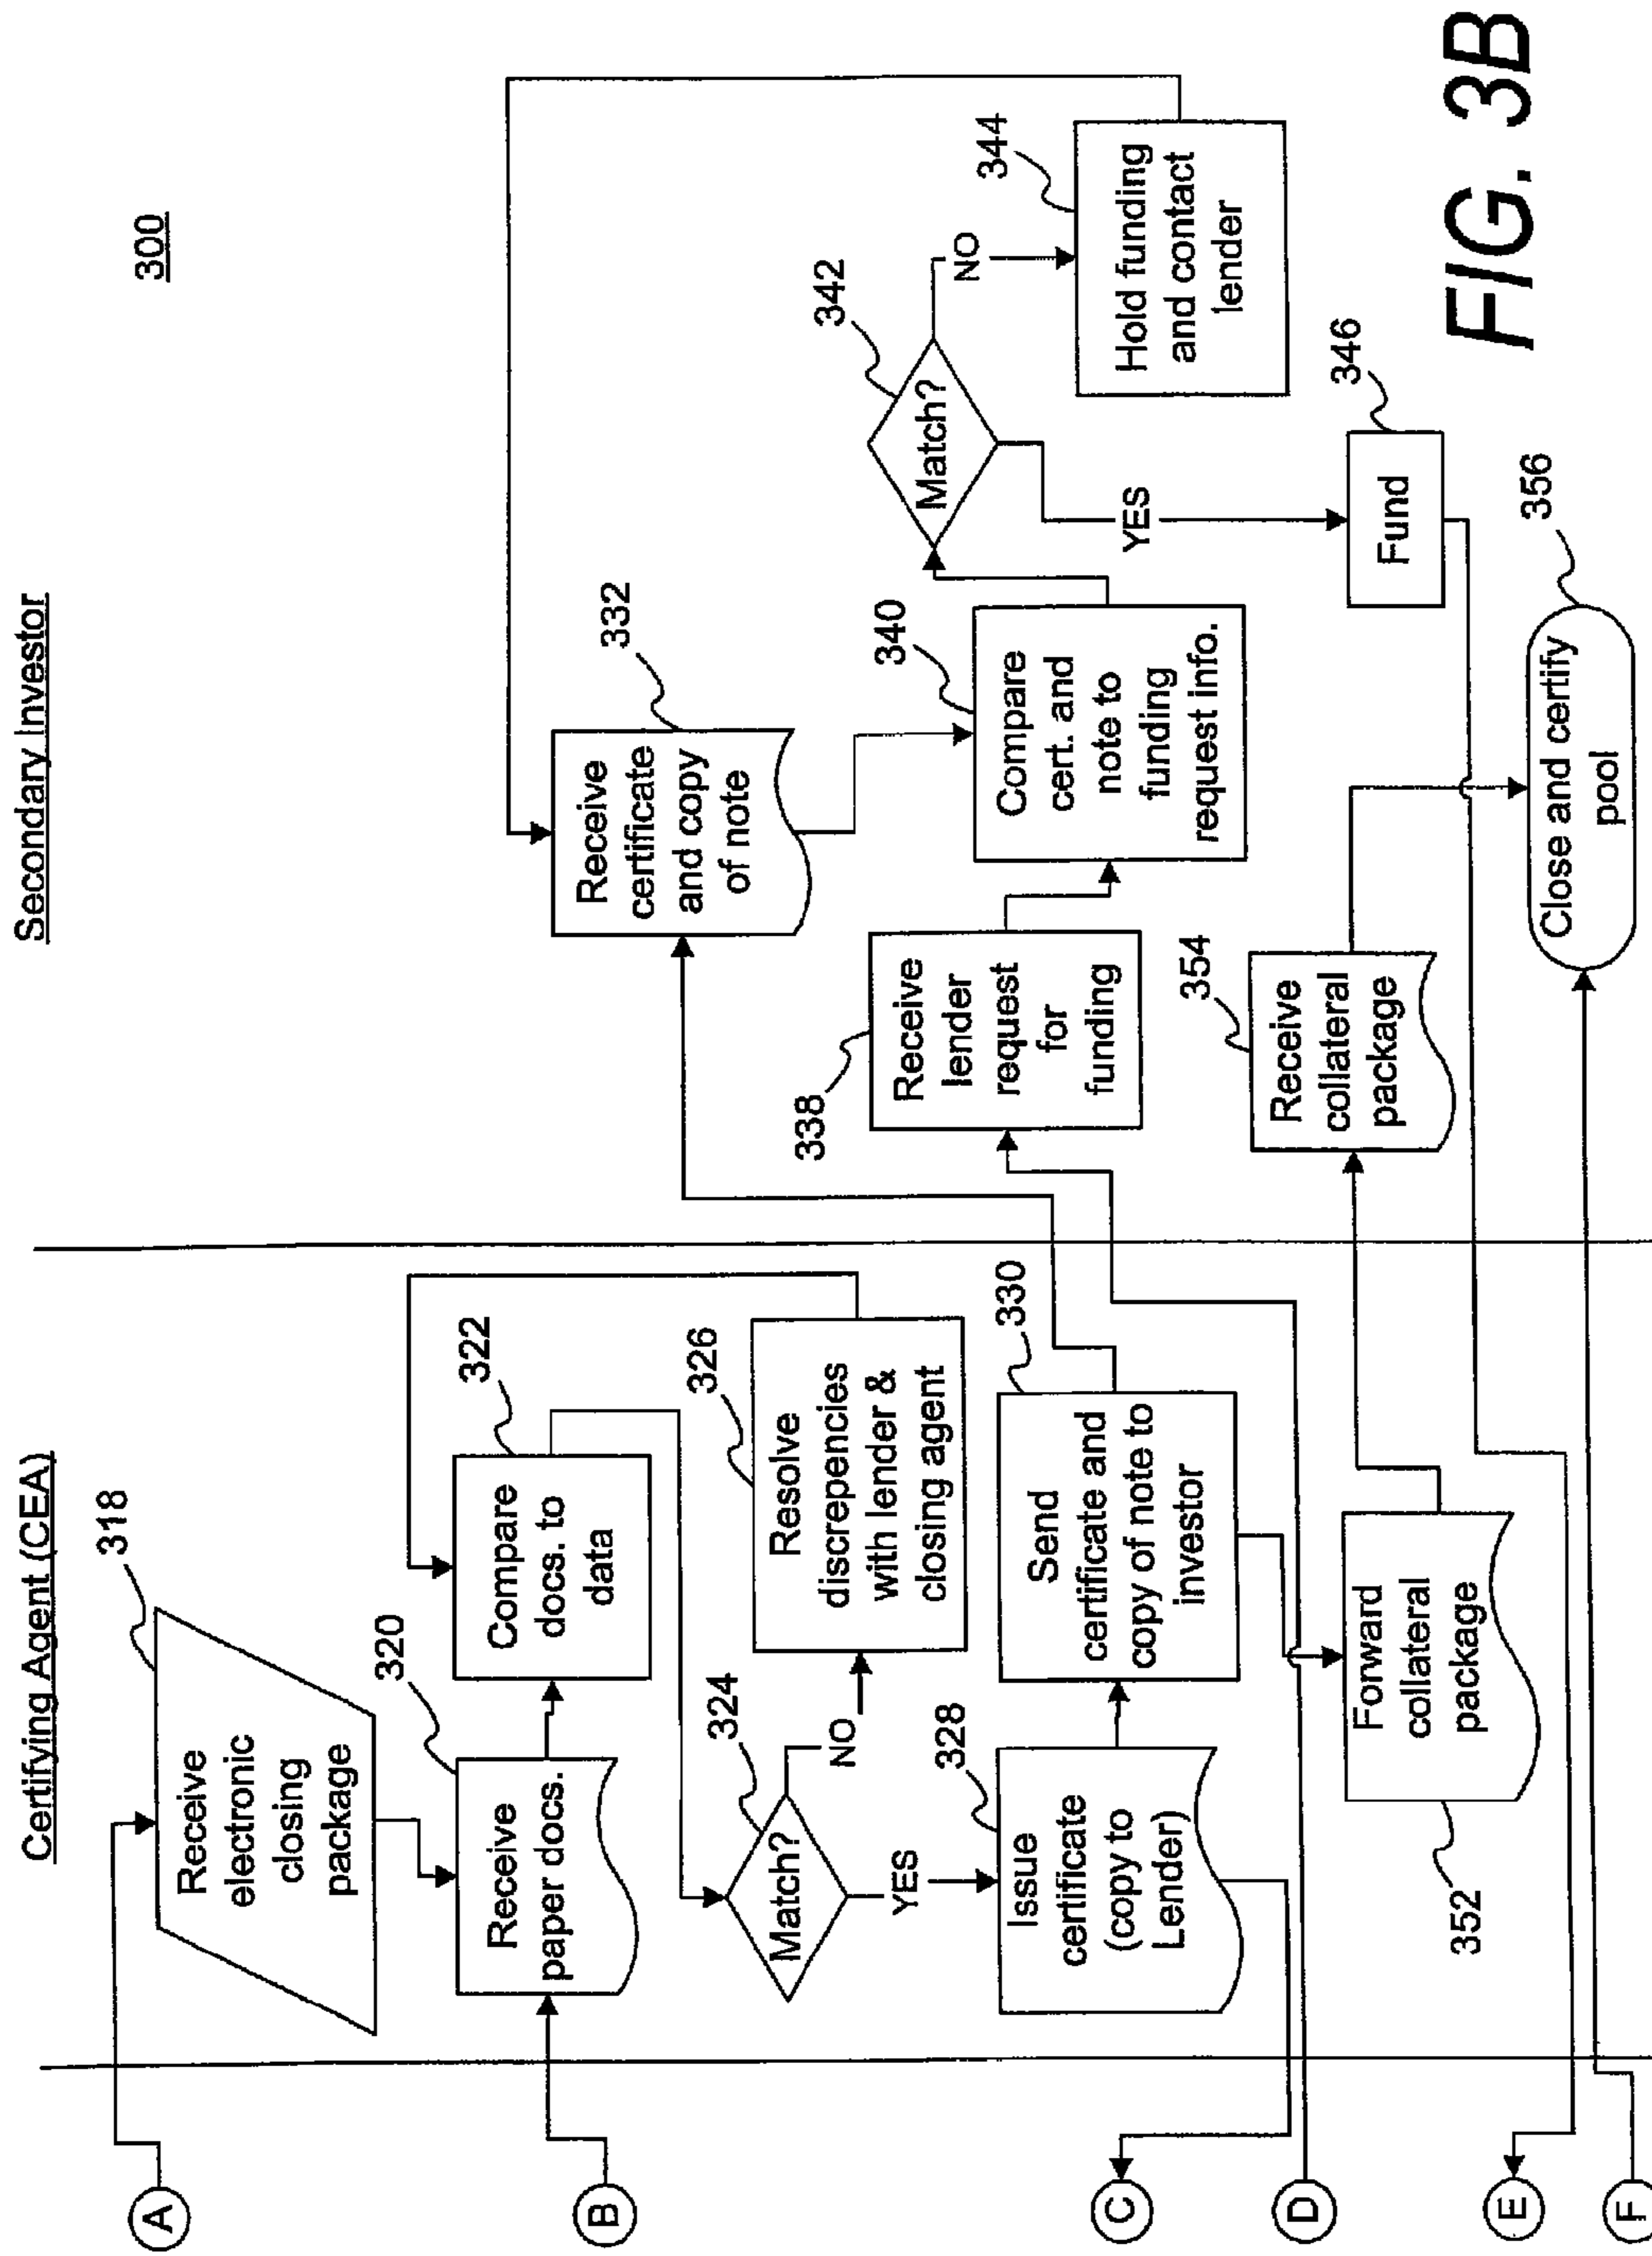 300
Certifying Agent (CEA)
Secondary Investor
A
318
Receive
electronic
closing
package
B
320
Receive
paper docs.
322
Compare
docs. to
data
324
Match?
NO
YES
326
Resolve
discrepencies
with lender &
closing agent
328
Issue
certificate
(copy to
Lender)
330
Send
certificate and
copy of note to
investor
C
D
332
Receive
certificate
and copy
of note
338
Receive
lender
request
for
funding
340
Compare
cert. and
note to
funding
request info.
342
Match?
NO
YES
344
Hold funding
and contact
lender
346
Fund
352
Forward
collateral
package
354
Receive
collateral
package
356
Close and certify
pool
E
F
FIG. 3B